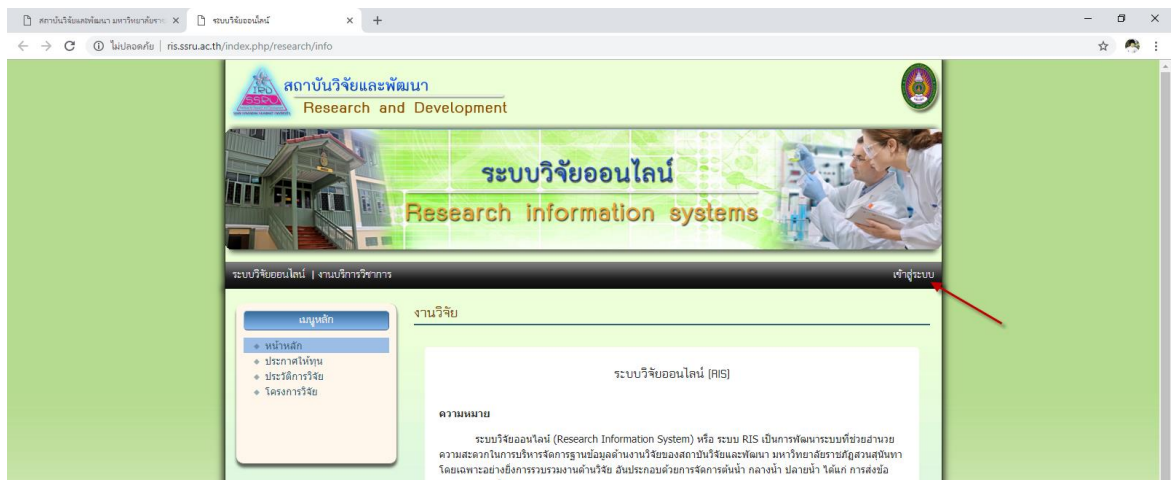 สถาบันวิจัยและพัฒนา มหาวิทยาลัยราช
ระบบวิจัยออนไลน์
ไม่ปลอดภัย | ris.ssru.ac.th/index.php/research/info
IRD
SSRU
สถาบันวิจัยและพัฒนา
Research and Development
ระบบวิจัยออนไลน์
Research information systems
ระบบวิจัยออนไลน์ | งานบริการวิชาการ
เข้าสู่ระบบ
เมนูหลัก
หน้าหลัก
ประกาศให้ทุน
ประวัติการวิจัย
โครงการวิจัย
งานวิจัย
ระบบวิจัยออนไลน์ [RIS]
ความหมาย
ระบบวิจัยออนไลน์ (Research Information System) หรือ ระบบ RIS เป็นการพัฒนาระบบที่ช่วยอำนวย
ความสะดวกในการบริหารจัดการฐานข้อมูลด้านงานวิจัยของสถาบันวิจัยและพัฒนา มหาวิทยาลัยราชภัฏสวนสุนันทา
โดยเฉพาะอย่างยิ่งการรวบรวมงานด้านวิจัย อันประกอบด้วยการจัดการต้นน้ำ กลางน้ำ ปลายน้ำ ได้แก่ การส่งข้อ